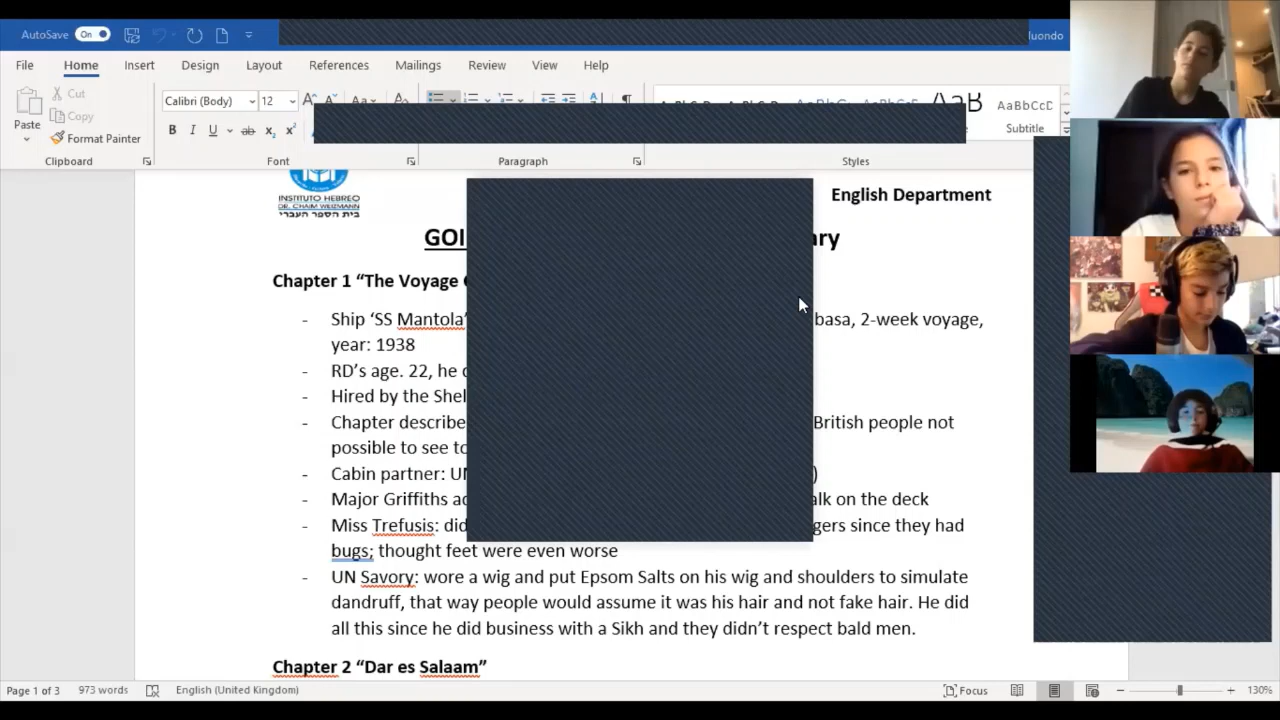 AutoSave On luondo
File Home Insert Design Layout References Mailings Review View Help
Cut
Copy
Paste
Format Painter
Calibri (Body) 12
Subtitle
AaBbCcD
Clipboard Font Paragraph Styles
INSTITUTO HEBREO
DR. CHAIM WEIZMANN
בית הספר העברי
English Department
GOI ary
Chapter 1 “The Voyage
- Ship ‘SS Mantola’ basa, 2-week voyage,
year: 1938
- RD’s age. 22, he
- Hired by the Shel
- Chapter describe British people not
possible to see to
- Cabin partner: UN )
- Major Griffiths alk on the deck
- Miss Trefusis: did gers since they had
bugs; thought feet were even worse
- UN Savory: wore a wig and put Epsom Salts on his wig and shoulders to simulate
dandruff, that way people would assume it was his hair and not fake hair. He did
all this since he did business with a Sikh and they didn’t respect bald men.
Chapter 2 “Dar es Salaam”
Page 1 of 3 973 words English (United Kingdom) Focus 130%